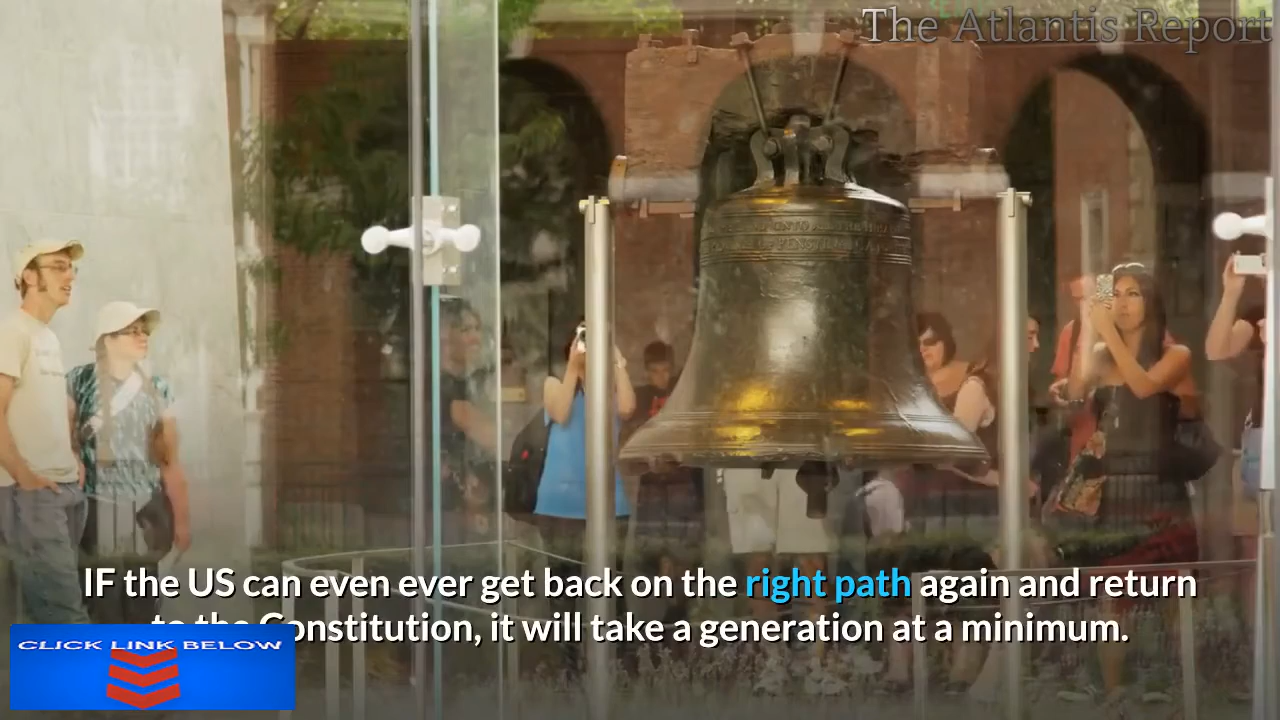 The Atlantis Report
IF the US can even ever get back on the right path again and return
to the Constitution, it will take a generation at a minimum.
CLICK LINK BELOW